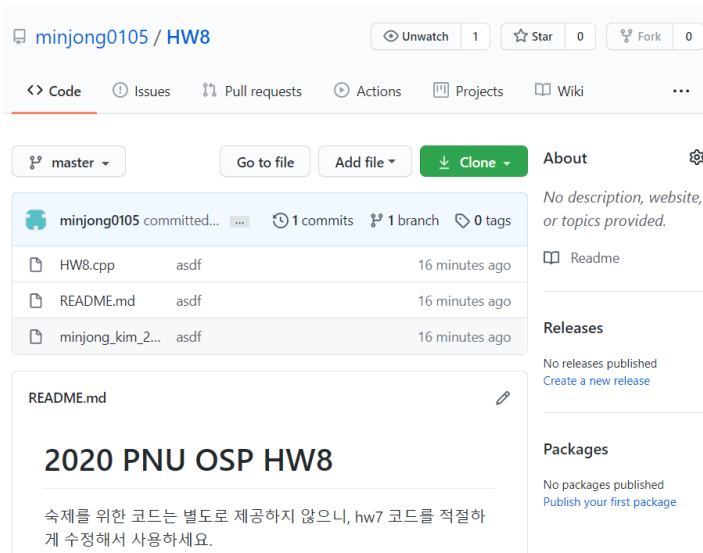 minjong0105 / HW8
Unwatch 1 Star 0 Fork 0
Code Issues Pull requests Actions Projects Wiki ...
master Go to file Add file Clone
minjong0105 committed... ... 1 commits 1 branch 0 tags
HW8.cpp asdf 16 minutes ago
README.md asdf 16 minutes ago
minjong_kim_2... asdf 16 minutes ago
README.md
2020 PNU OSP HW8
숙제를 위한 코드는 별도로 제공하지 않으니, hw7 코드를 적절하
게 수정해서 사용하세요.
About
No description, website,
or topics provided.
Readme
Releases
No releases published
Create a new release
Packages
No packages published
Publish your first package